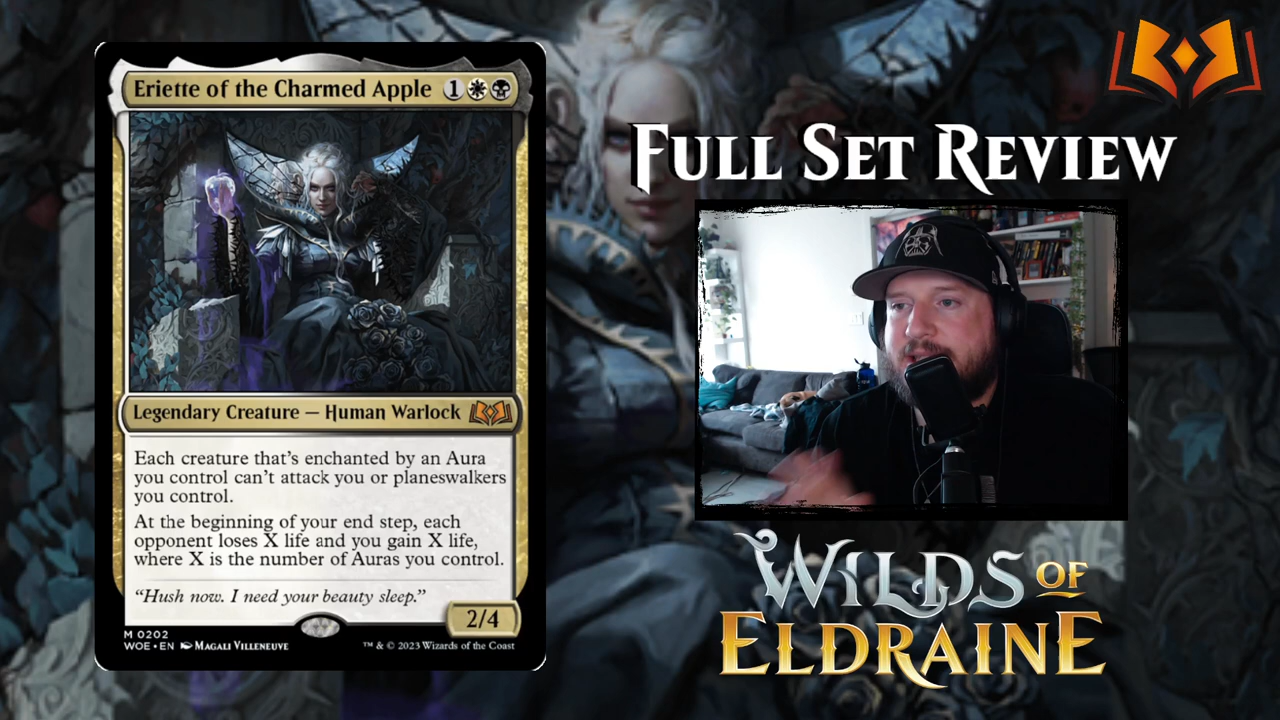 Eriette of the Charmed Apple 1
Legendary Creature — Human Warlock
Each creature that's enchanted by an Aura
you control can't attack you or planeswalkers
you control.
At the beginning of your end step, each
opponent loses X life and you gain X life,
where X is the number of Auras you control.
“Hush now. I need your beauty sleep.”
2/4
M 0202
WOE • EN Magali Villeneuve
™ & © 2023 Wizards of the Coast
Full Set Review
Wilds of
Eldraine